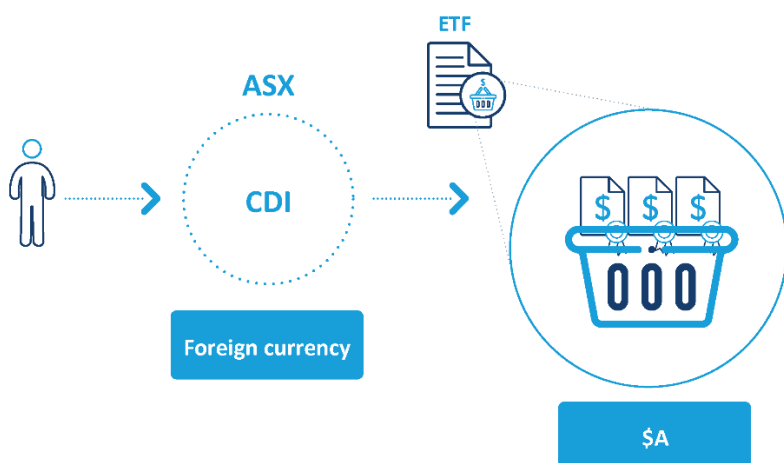 ETF
$
ASX
CDI
$ $ $
Foreign currency
$A